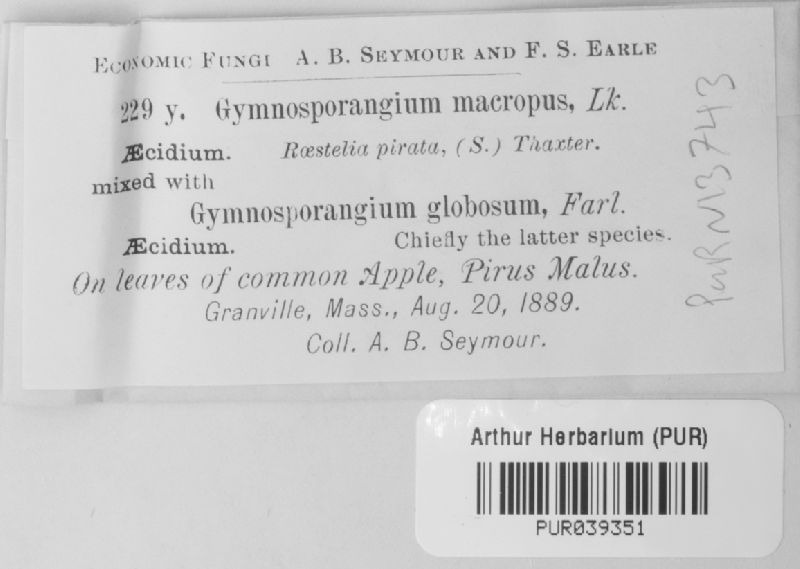 ECONOMIC FUNGI A. B. SEYMOUR AND F. S. EARLE
229 y. Gymnosporangium macropus, Lk.
Æcidium. Rœstelia pirata, (S.) Thaxter.
mixed with
Gymnosporangium globosum, Farl.
Æcidium. Chiefly the latter species.
On leaves of common Apple, Pirus Malus.
Granville, Mass., Aug. 20, 1889.
Coll. A. B. Seymour.
PUR N13743
Arthur Herbarium (PUR)
PUR039351